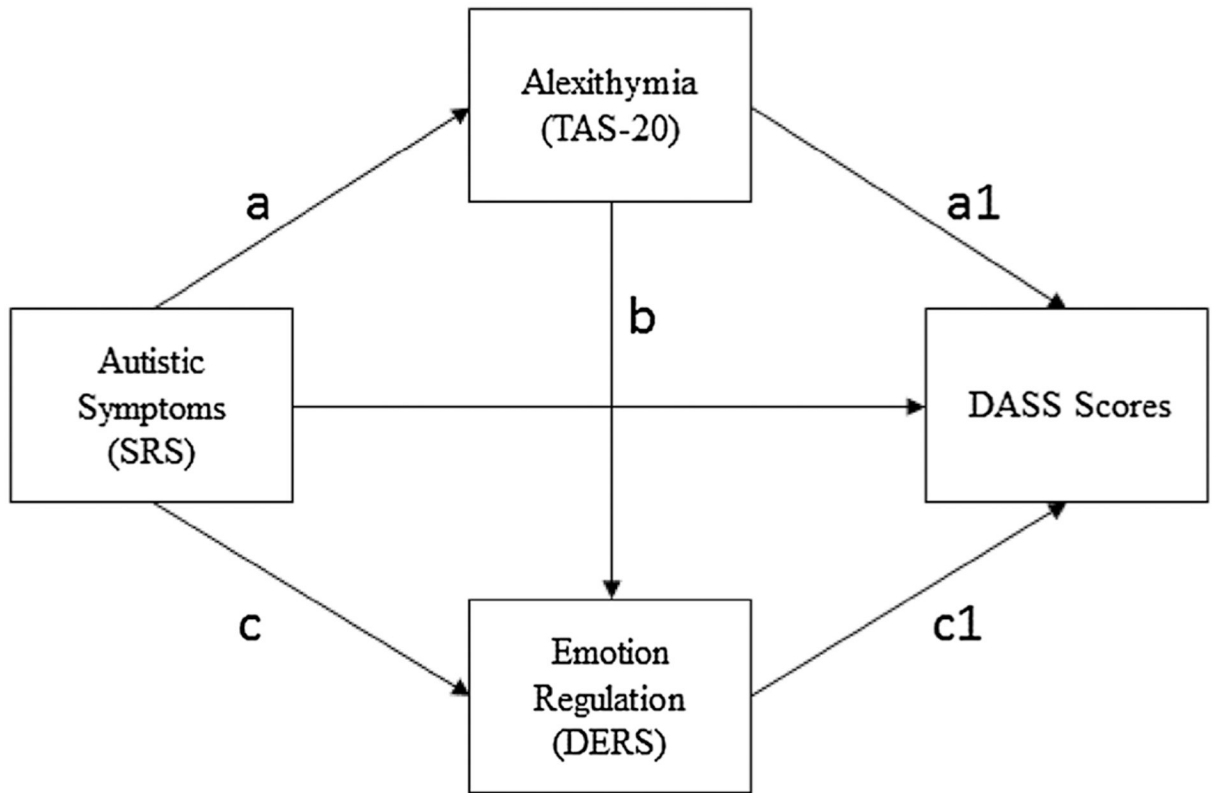 Alexithymia
(TAS-20)
a
a1
b
Autistic
Symptoms
(SRS)
DASS Scores
c
c1
Emotion
Regulation
(DERS)